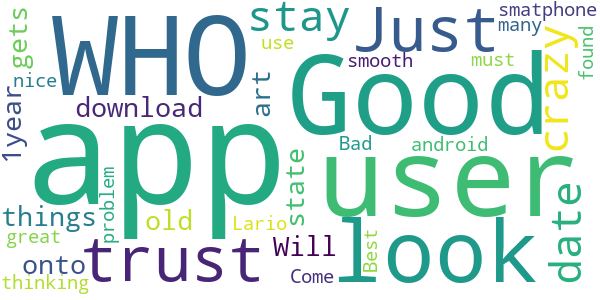 gets
WHO
stay
Just
smatphone
many
use
nice
smooth
must
found
1year
download
art
Good
crazy
app
Bad
android
user
problem
state
date
things
old
Lario
great
trust
Will
look
Best
onto
Come
thinking